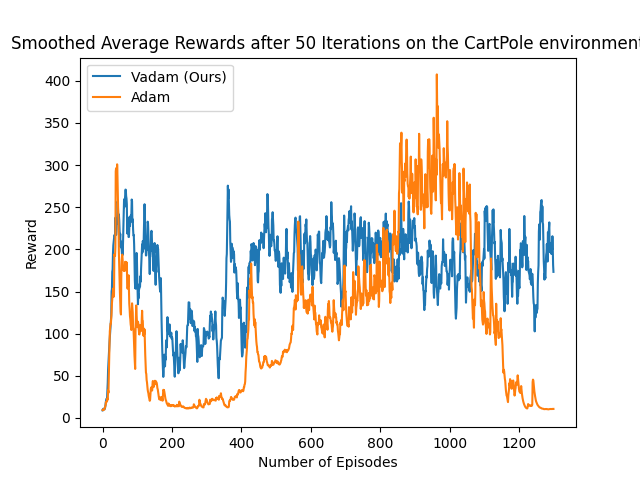 Smoothed Average Rewards after 50 Iterations on the CartPole environment
Vadam (Ours)
Adam
Reward
400
350
300
250
200
150
100
50
0
0 200 400 600 800 1000 1200
Number of Episodes